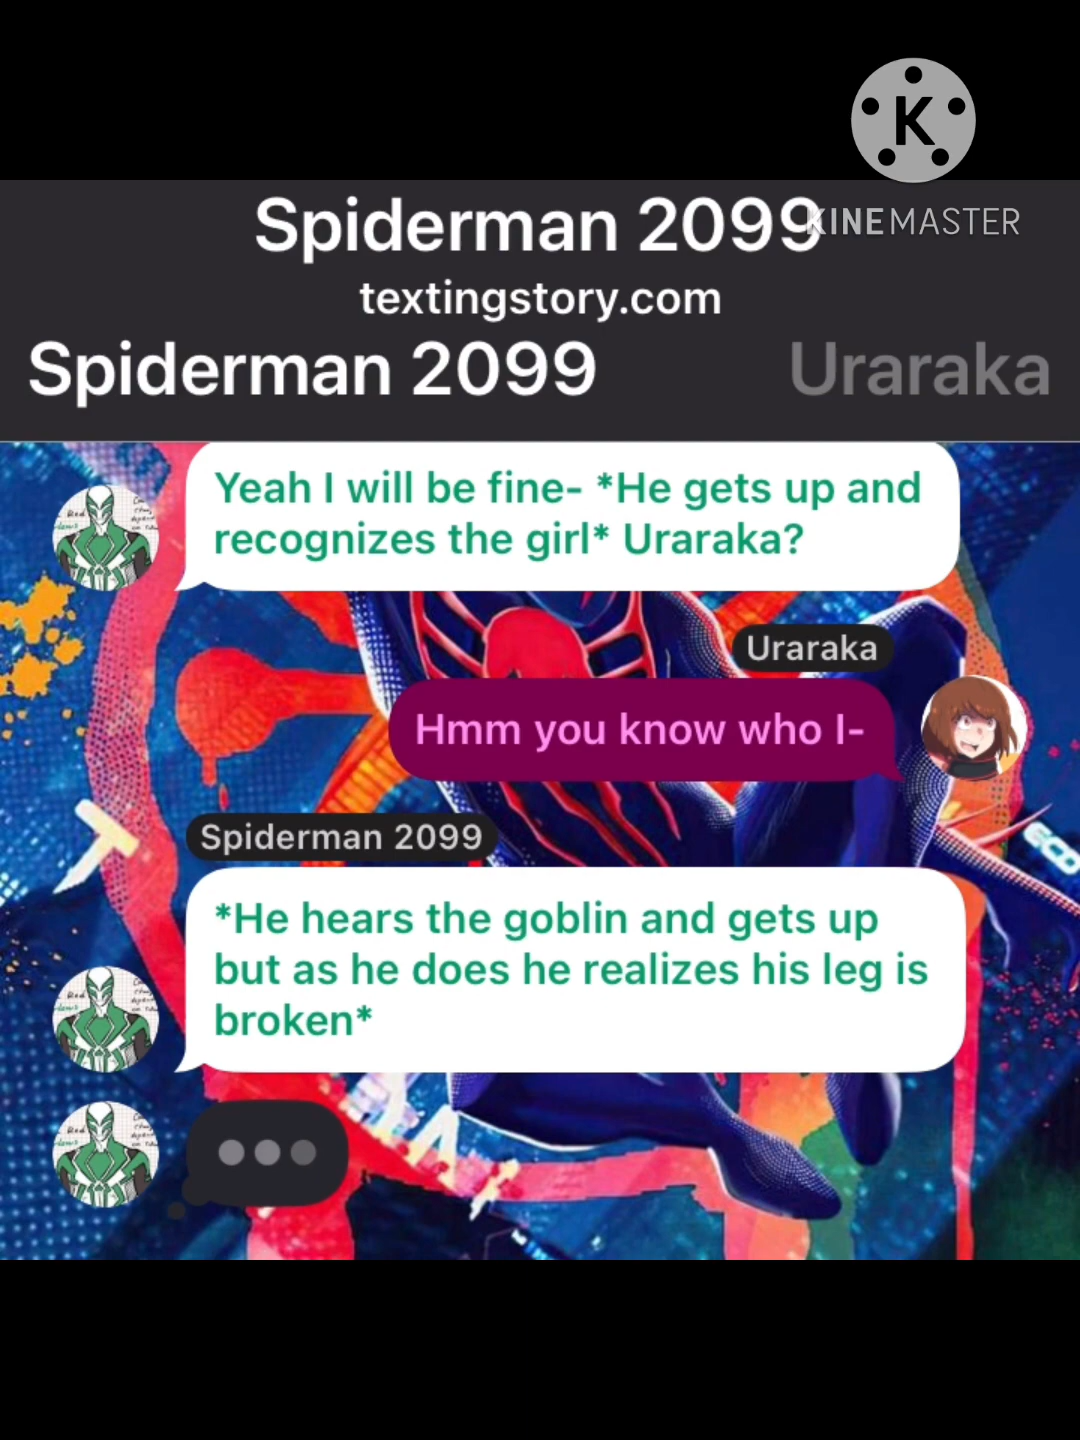 K
KINEMASTER
Spiderman 2099
textingstory.com
Spiderman 2099
Uraraka
Yeah I will be fine- *He gets up and
recognizes the girl* Uraraka?
Uraraka
Hmm you know who I-
Spiderman 2099
*He hears the goblin and gets up
but as he does he realizes his leg is
broken*